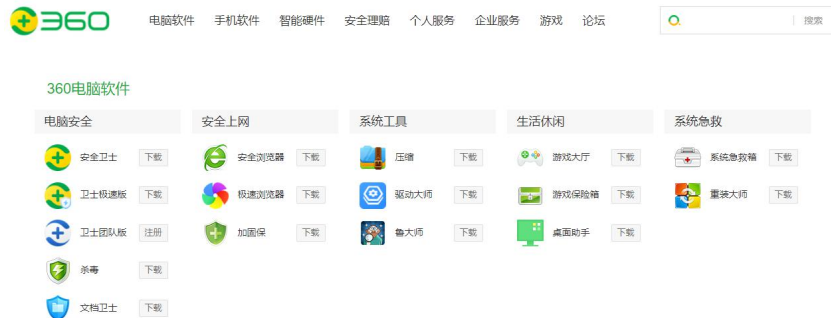 360 电脑软件 手机软件 智能硬件 安全理赔 个人服务 企业服务 游戏 论坛 搜索
360电脑软件
电脑安全 安全上网 系统工具 生活休闲 系统急救
安全卫士 下载 安全浏览器 下载 压缩 下载 游戏大厅 下载 系统急救箱 下载
卫士极速版 下载 极速浏览器 下载 驱动大师 下载 游戏保险箱 下载 重装大师 下载
卫士团队版 注册 加固保 下载 鲁大师 下载 桌面助手 下载
杀毒 下载
文档卫士 下载